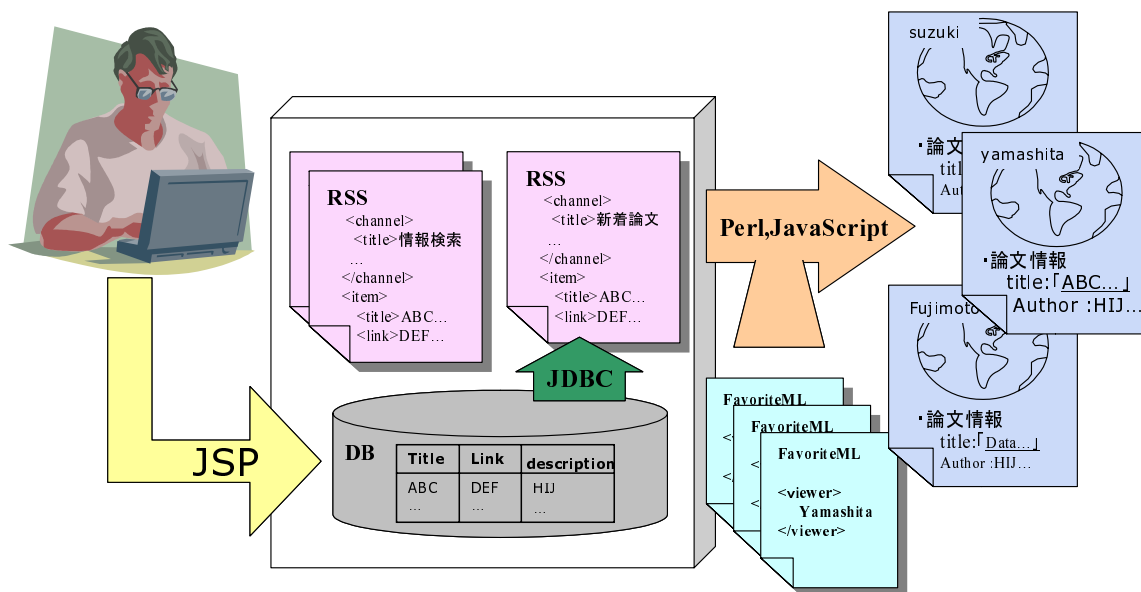 RSS
<channel>
<title>情報検索
…
</channel>
<item>
<title>ABC…
<link>DEF…
RSS
<channel>
<title>新着論文
…
</channel>
<item>
<title>ABC…
<link>DEF…
JDBC
JSP
DB
Title Link description
ABC DEF HIJ
… … …
Perl,JavaScript
FavoriteML
FavoriteML
FavoriteML
<viewer>
Yamashita
</viewer>
suzuki
・論文
titl
Au
yamashita
・論文情報
title:「ABC…」
Author :HIJ…
Fujimoto
・論文情報
title:「Data…」
Author :HIJ…